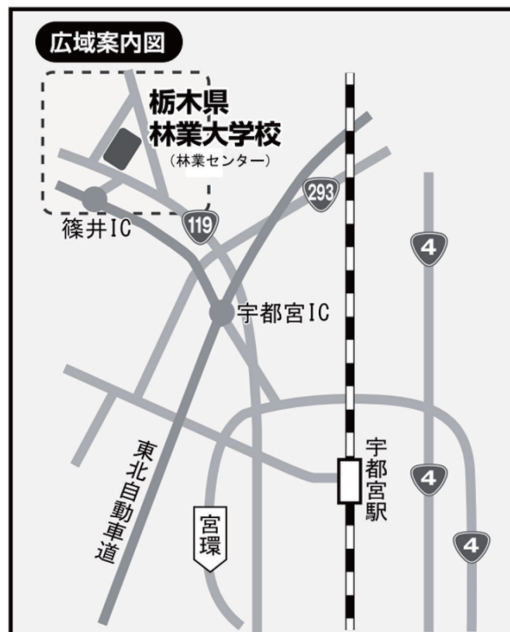 広域案内図
栃木県
林業大学校
(林業センター)
293
119
篠井IC
4
宇都宮IC
東北自動車道
宇都宮駅
4
宮環
4